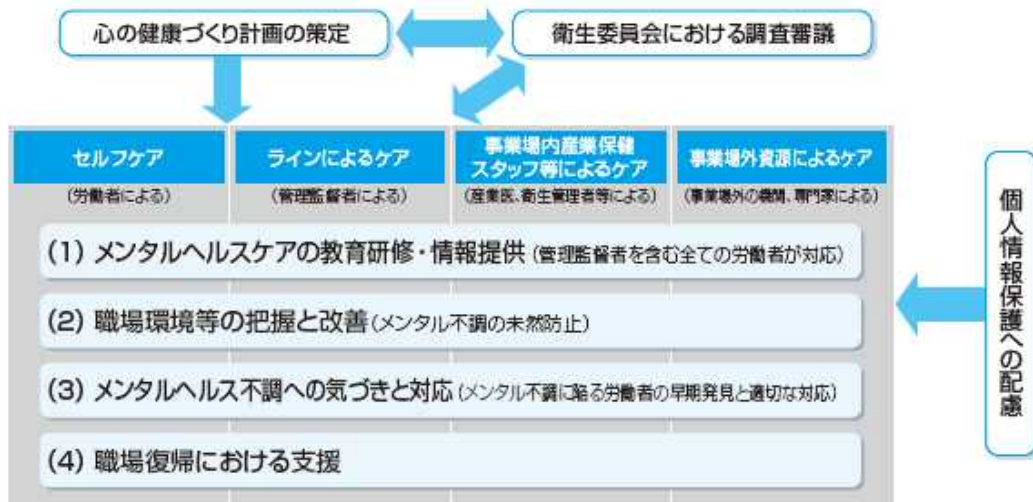 心の健康づくり計画の策定
衛生委員会における調査審議
セルフケア
(労働者による)
ラインによるケア
(管理監督者による)
事業場内産業保健
スタッフ等によるケア
(産業医、衛生管理者等による)
事業場外資源によるケア
(事業場外の機関、専門家による)
(1) メンタルヘルスケアの教育研修・情報提供 (管理監督者を含む全ての労働者が対応)
(2) 職場環境等の把握と改善 (メンタル不調の未然防止)
(3) メンタルヘルス不調への気づきと対応 (メンタル不調に陥る労働者の早期発見と適切な対応)
(4) 職場復帰における支援
個人情報保護への配慮